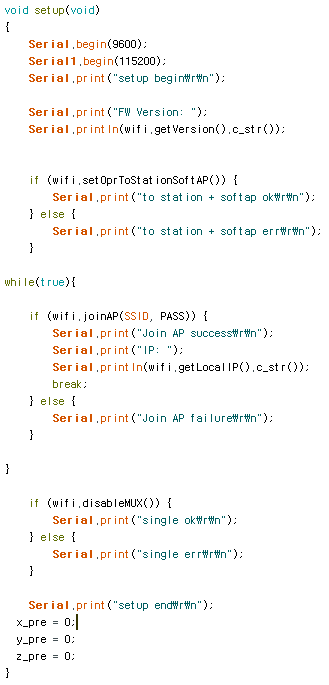 void setup(void)
{
    Serial.begin(9600);
    Serial1.begin(115200);
    Serial.print("setup begin₩r₩n");

    Serial.print("FW Version: ");
    Serial.println(wifi.getVersion().c_str());


    if (wifi.setOprToStationSoftAP()) {
        Serial.print("to station + softap ok₩r₩n");
    } else {
        Serial.print("to station + softap err₩r₩n");
    }

while(true){

    if (wifi.joinAP(SSID, PASS)) {
        Serial.print("Join AP success₩r₩n");
        Serial.print("IP: ");
        Serial.println(wifi.getLocalIP().c_str());
        break;
    } else {
        Serial.print("Join AP failure₩r₩n");
    }

}

    if (wifi.disableMUX()) {
        Serial.print("single ok₩r₩n");
    } else {
        Serial.print("single err₩r₩n");
    }

    Serial.print("setup end₩r₩n");
  x_pre = 0;
  y_pre = 0;
  z_pre = 0;
}